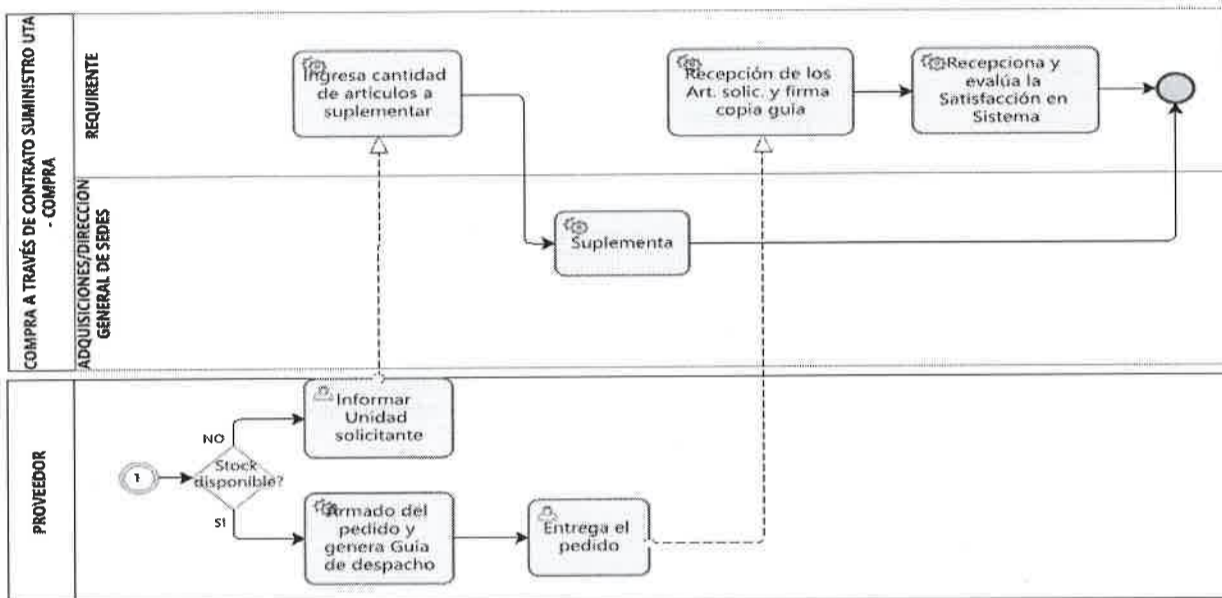 COMPRA A TRAVÉS DE CONTRATO SUMINISTRO UTA
- COMPRA
REQUIRENTE
Ingresa cantidad
de artículos a
suplementar
Recepción de los
Art. solic. y firma
copia guía
Recepciona y
evalúa la
Satisfacción en
Sistema
ADQUISICIONES/DIRECCION
GENERAL DE SEDES
Suplementa
PROVEEDOR
1
Stock
disponible?
NO
Informar
Unidad
solicitante
SI
Armado del
pedido y
genera Guía
de despacho
Entrega el
pedido